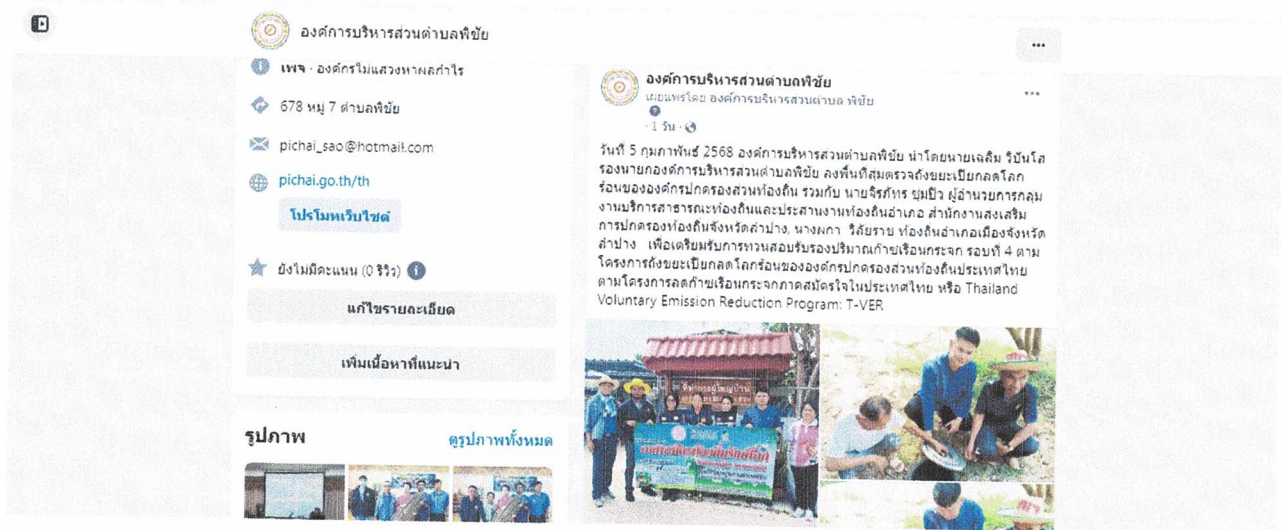 องค์การบริหารส่วนตำบลพิชัย
เพจ · องค์กรไม่แสวงหาผลกำไร
678 หมู่ 7 ตำบลพิชัย
pichai_sao@hotmail.com
pichai.go.th/th
โปรโมทเว็บไซต์
ยังไม่มีคะแนน (0 รีวิว)
แก้ไขรายละเอียด
เพิ่มเนื้อหาที่แนะนำ
รูปภาพ
ดูรูปภาพทั้งหมด
องค์การบริหารส่วนตำบลพิชัย
เผยแพร่โดย องค์การบริหารส่วนตำบล พิชัย
· 1 วัน ·
วันที่ 5 กุมภาพันธ์ 2568 องค์การบริหารส่วนตำบลพิชัย นำโดยนายเฉลิม วิบันโส
รองนายกองค์การบริหารส่วนตำบลพิชัย ลงพื้นที่สุ่มตรวจถังขยะเปียกลดโลก
ร้อนขององค์กรปกครองส่วนท้องถิ่น ร่วมกับ นายจิรภัทร ชุมปิว ผู้อำนวยการกลุ่ม
งานบริการสาธารณะท้องถิ่นและประสานงานท้องถิ่นอำเภอ สำนักงานส่งเสริม
การปกครองท้องถิ่นจังหวัดลำปาง, นางผกา วิลัยราช ท้องถิ่นอำเภอเมืองจังหวัด
ลำปาง เพื่อเตรียมรับการทวนสอบรับรองปริมาณก๊าซเรือนกระจก รอบที่ 4 ตาม
โครงการถังขยะเปียกลดโลกร้อนขององค์กรปกครองส่วนท้องถิ่นประเทศไทย
ตามโครงการลดก๊าซเรือนกระจกภาคสมัครใจในประเทศไทย หรือ Thailand
Voluntary Emission Reduction Program: T-VER
ที่ทำการผู้ใหญ่บ้าน